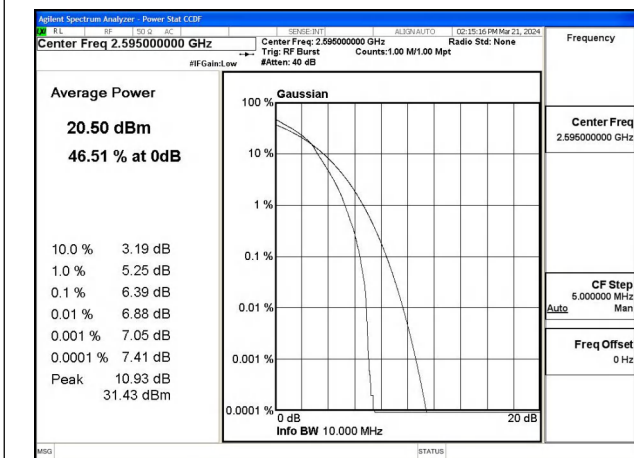 Agilent Spectrum Analyzer - Power Stat CCDF
RL RF 50 Ω AC SENSE:INT ALIGN AUTO 02:15:16 PM Mar 21, 2024
Center Freq 2.595000000 GHz
Center Freq: 2.595000000 GHz Radio Std: None
Trig: RF Burst Counts:1.00 M/1.00 Mpt
#IFGain:Low #Atten: 40 dB
Frequency
Average Power
20.50 dBm
46.51 % at 0dB
10.0 % 3.19 dB
1.0 % 5.25 dB
0.1 % 6.39 dB
0.01 % 6.88 dB
0.001 % 7.05 dB
0.0001 % 7.41 dB
Peak 10.93 dB
31.43 dBm
Gaussian
100 %
10 %
1 %
0.1 %
0.01 %
0.001 %
0.0001 %
0 dB 20 dB
Info BW 10.000 MHz
Center Freq
2.595000000 GHz
CF Step
5.000000 MHz
Auto Man
Freq Offset
0 Hz
MSG STATUS